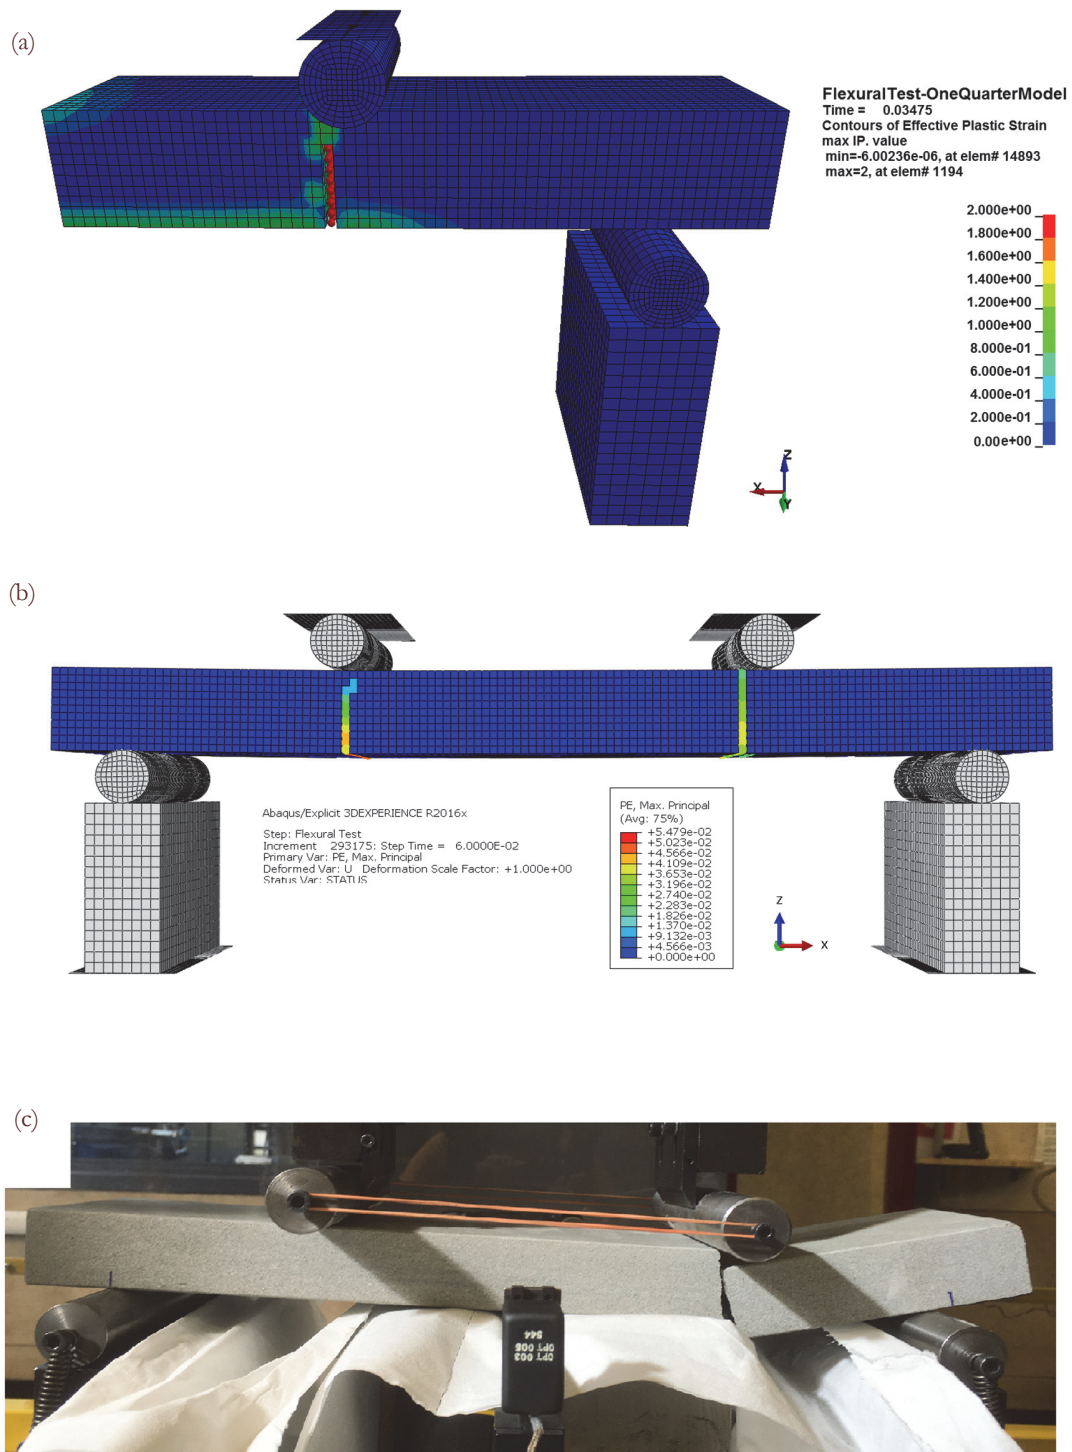 (a)
FlexuralTest-OneQuarterModel
Time =   0.03475
Contours of Effective Plastic Strain
max IP. value
min=-6.00236e-06, at elem# 14893
max=2, at elem# 1194
2.000e+00
1.800e+00
1.600e+00
1.400e+00
1.200e+00
1.000e+00
8.000e-01
6.000e-01
4.000e-01
2.000e-01
0.00e+00
Z
X
Y
(b)
Abaqus/Explicit 3DEXPERIENCE R2016x
Step: Flexural Test
Increment   293175: Step Time =   6.0000E-02
Primary Var: PE, Max. Principal
Deformed Var: U   Deformation Scale Factor: +1.000e+00
Status Var: STATUS
PE, Max. Principal
(Avg: 75%)
+5.479e-02
+5.023e-02
+4.566e-02
+4.109e-02
+3.653e-02
+3.196e-02
+2.740e-02
+2.283e-02
+1.826e-02
+1.370e-02
+9.132e-03
+4.566e-03
+0.000e+00
Z
X
(c)
OPT 003
OPT 005
544